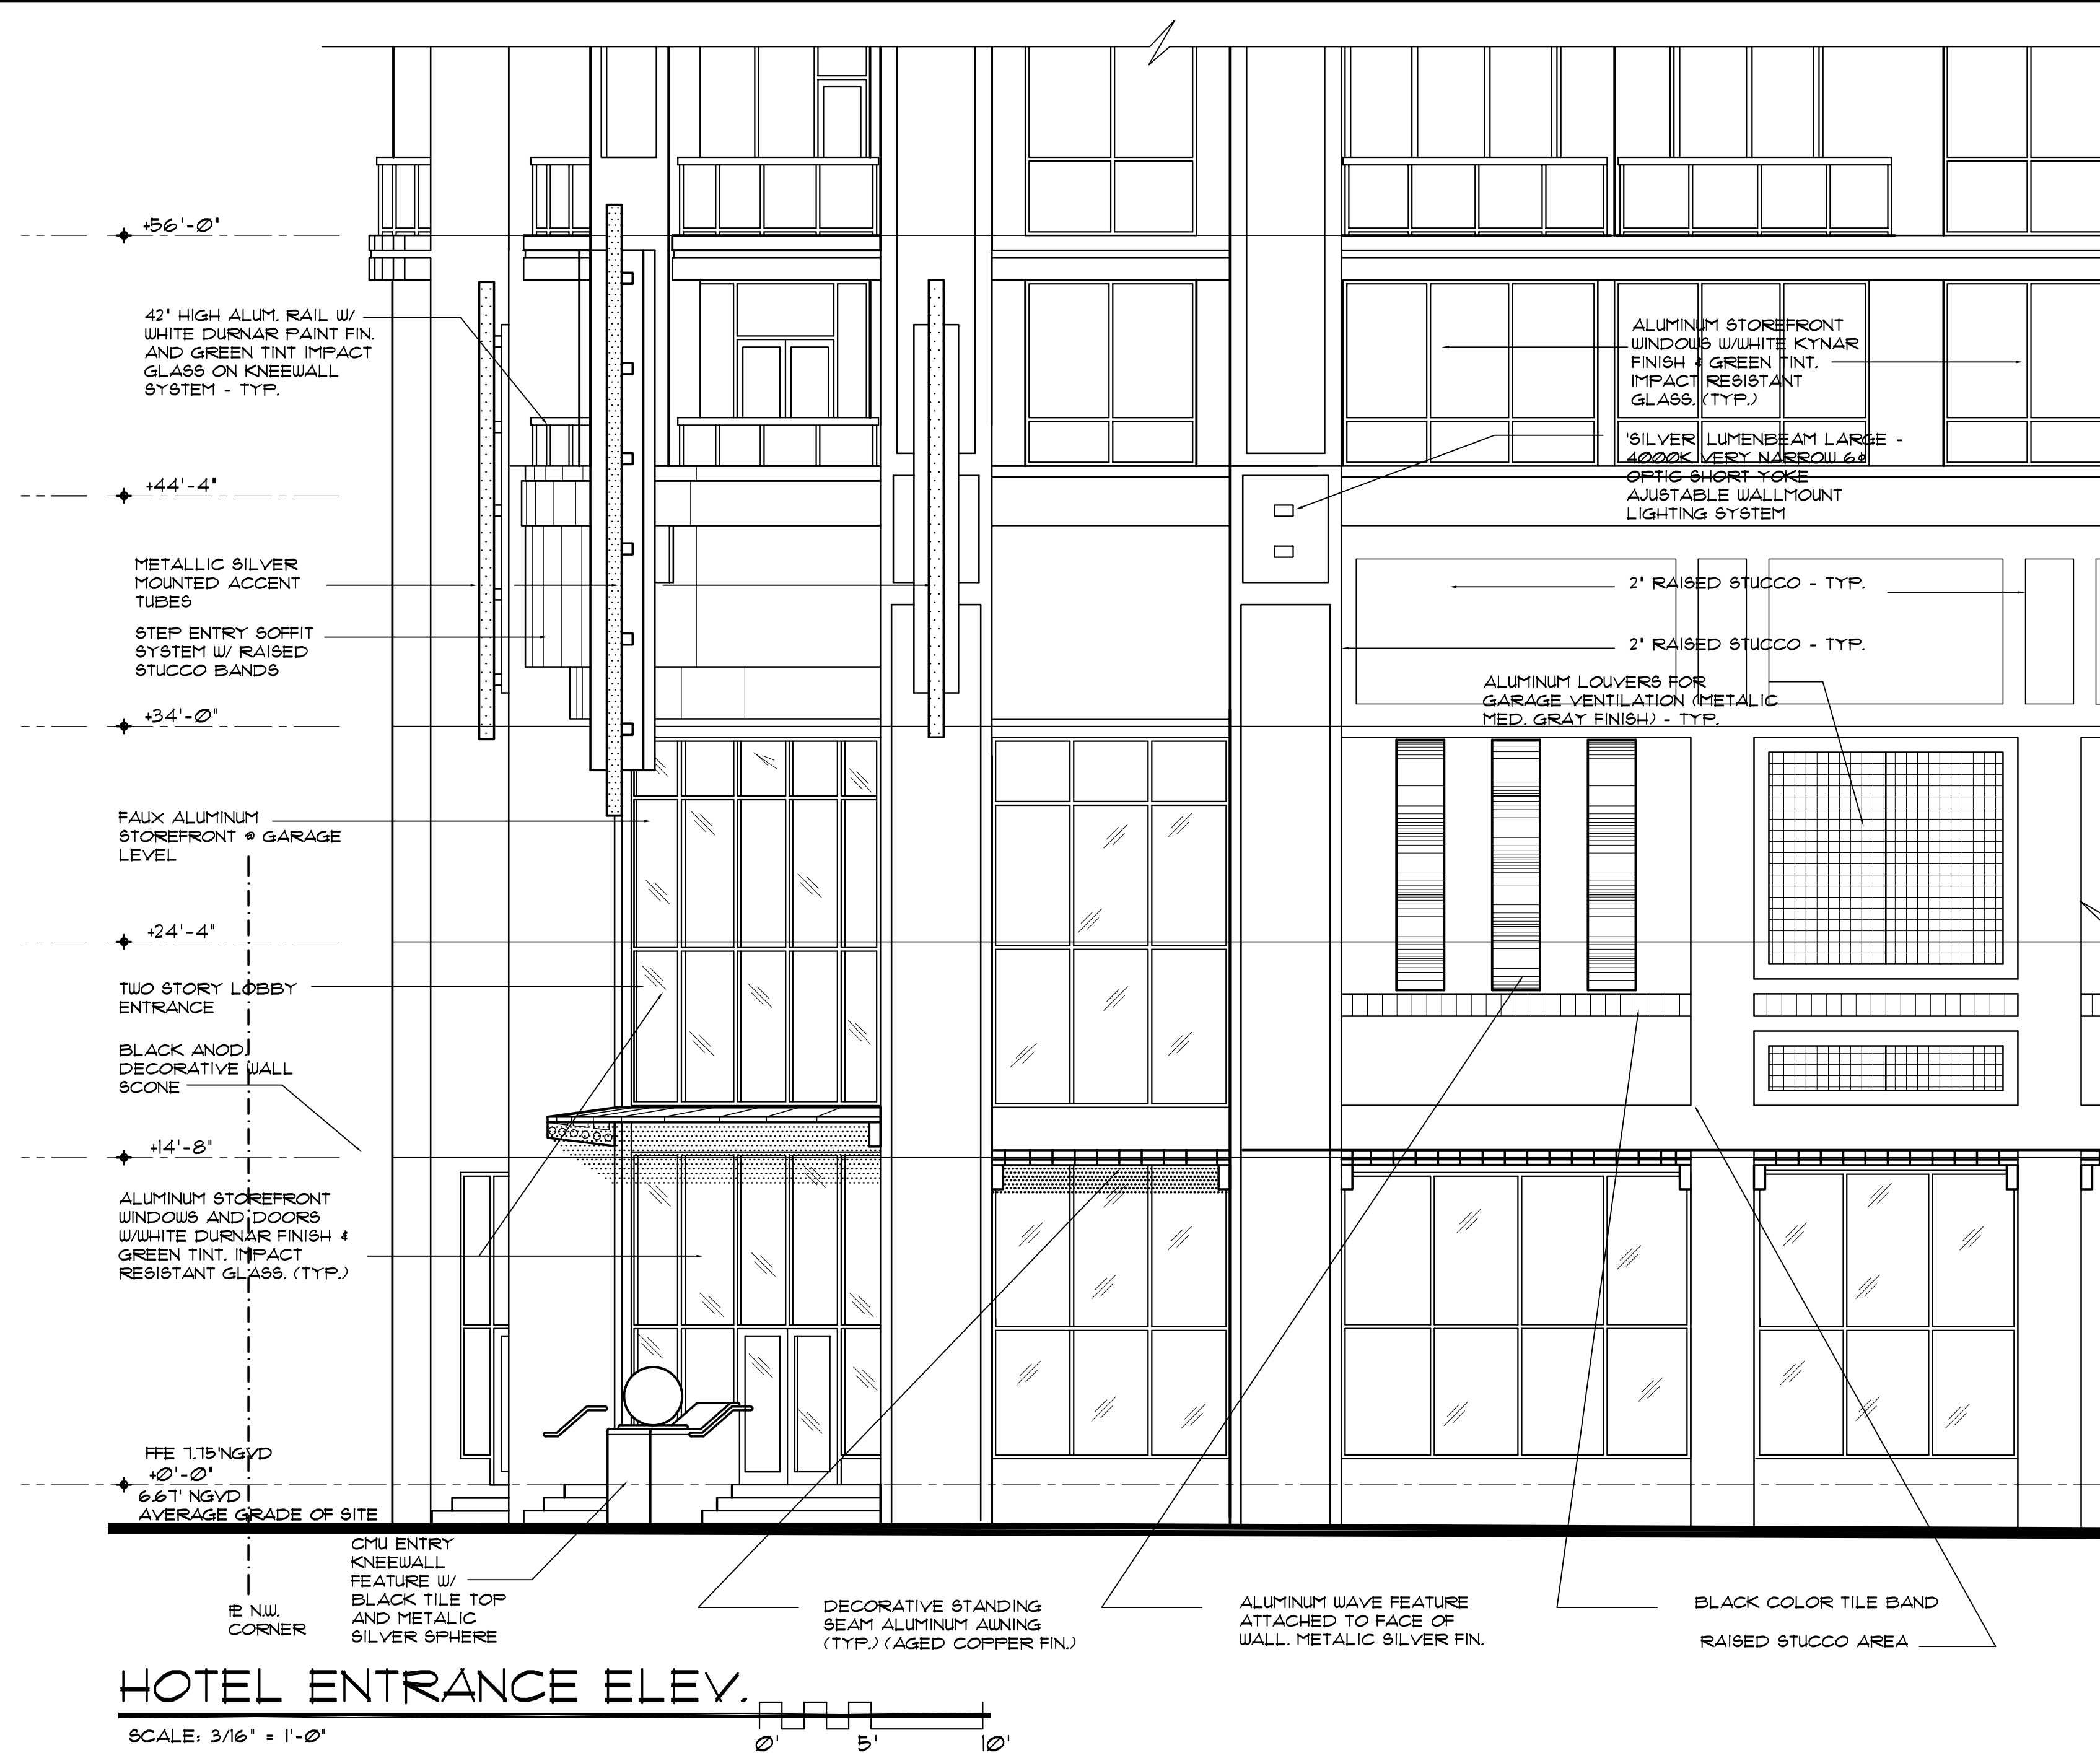 +56'-0"
42" HIGH ALUM. RAIL W/
WHITE DURNAR PAINT FIN.
AND GREEN TINT IMPACT
GLASS ON KNEEWALL
SYSTEM - TYP.
ALUMINUM STOREFRONT
WINDOWS W/WHITE KYNAR
FINISH & GREEN TINT.
IMPACT RESISTANT
GLASS. (TYP.)
'SILVER' LUMENBEAM LARGE -
4000K VERY NARROW 6°
OPTIC SHORT YOKE
AJUSTABLE WALLMOUNT
LIGHTING SYSTEM
+44'-4"
METALLIC SILVER
MOUNTED ACCENT
TUBES
2" RAISED STUCCO - TYP.
STEP ENTRY SOFFIT
SYSTEM W/ RAISED
STUCCO BANDS
2" RAISED STUCCO - TYP.
ALUMINUM LOUVERS FOR
GARAGE VENTILATION (METALIC
MED. GRAY FINISH) - TYP.
+34'-0"
FAUX ALUMINUM
STOREFRONT @ GARAGE
LEVEL
+24'-4"
TWO STORY LOBBY
ENTRANCE
BLACK ANOD.
DECORATIVE WALL
SCONE
+14'-8"
ALUMINUM STOREFRONT
WINDOWS AND DOORS
W/WHITE DURNAR FINISH &
GREEN TINT. IMPACT
RESISTANT GLASS. (TYP.)
FFE 7.75'NGVD
+0'-0"
6.67' NGVD
AVERAGE GRADE OF SITE
CMU ENTRY
KNEEWALL
FEATURE W/
BLACK TILE TOP
AND METALIC
SILVER SPHERE
N.W.
CORNER
DECORATIVE STANDING
SEAM ALUMINUM AWNING
(TYP.) (AGED COPPER FIN.)
ALUMINUM WAVE FEATURE
ATTACHED TO FACE OF
WALL. METALIC SILVER FIN.
BLACK COLOR TILE BAND
RAISED STUCCO AREA
HOTEL ENTRANCE ELEV.
SCALE: 3/16" = 1'-0"
0' 5' 10'